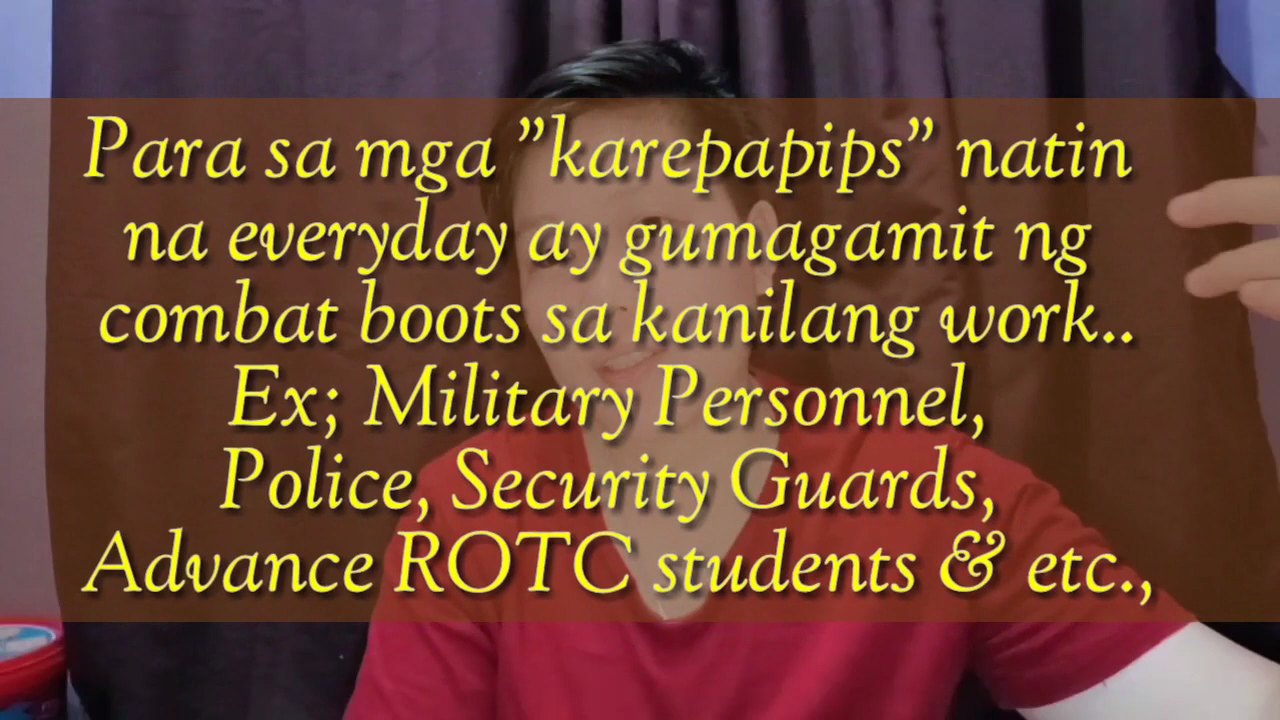 Para sa mga "karepapips" natin
na everyday ay gumagamit ng
combat boots sa kanilang work..
Ex; Military Personnel,
Police, Security Guards,
Advance ROTC students & etc.,